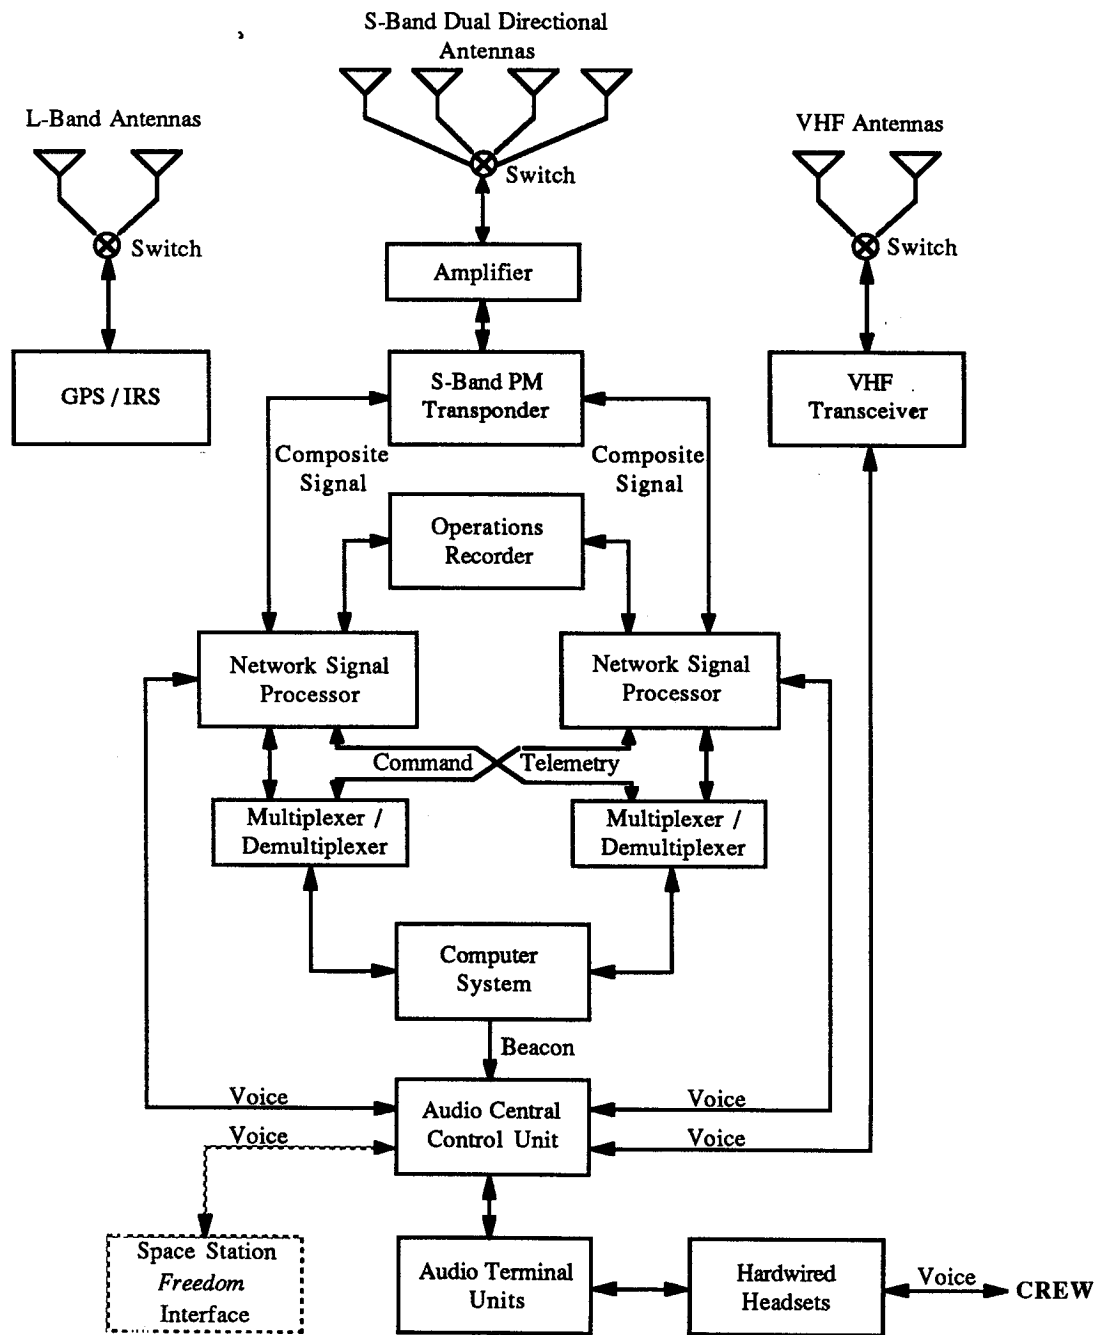 S-Band Dual Directional
Antennas
L-Band Antennas
VHF Antennas
Switch
Switch
Switch
Amplifier
GPS / IRS
S-Band PM
Transponder
VHF
Transceiver
Composite
Signal
Composite
Signal
Operations
Recorder
Network Signal
Processor
Network Signal
Processor
Command
Telemetry
Multiplexer /
Demultiplexer
Multiplexer /
Demultiplexer
Computer
System
Beacon
Voice
Audio Central
Control Unit
Voice
Voice
Voice
Space Station
Freedom
Interface
Audio Terminal
Units
Hardwired
Headsets
Voice
CREW